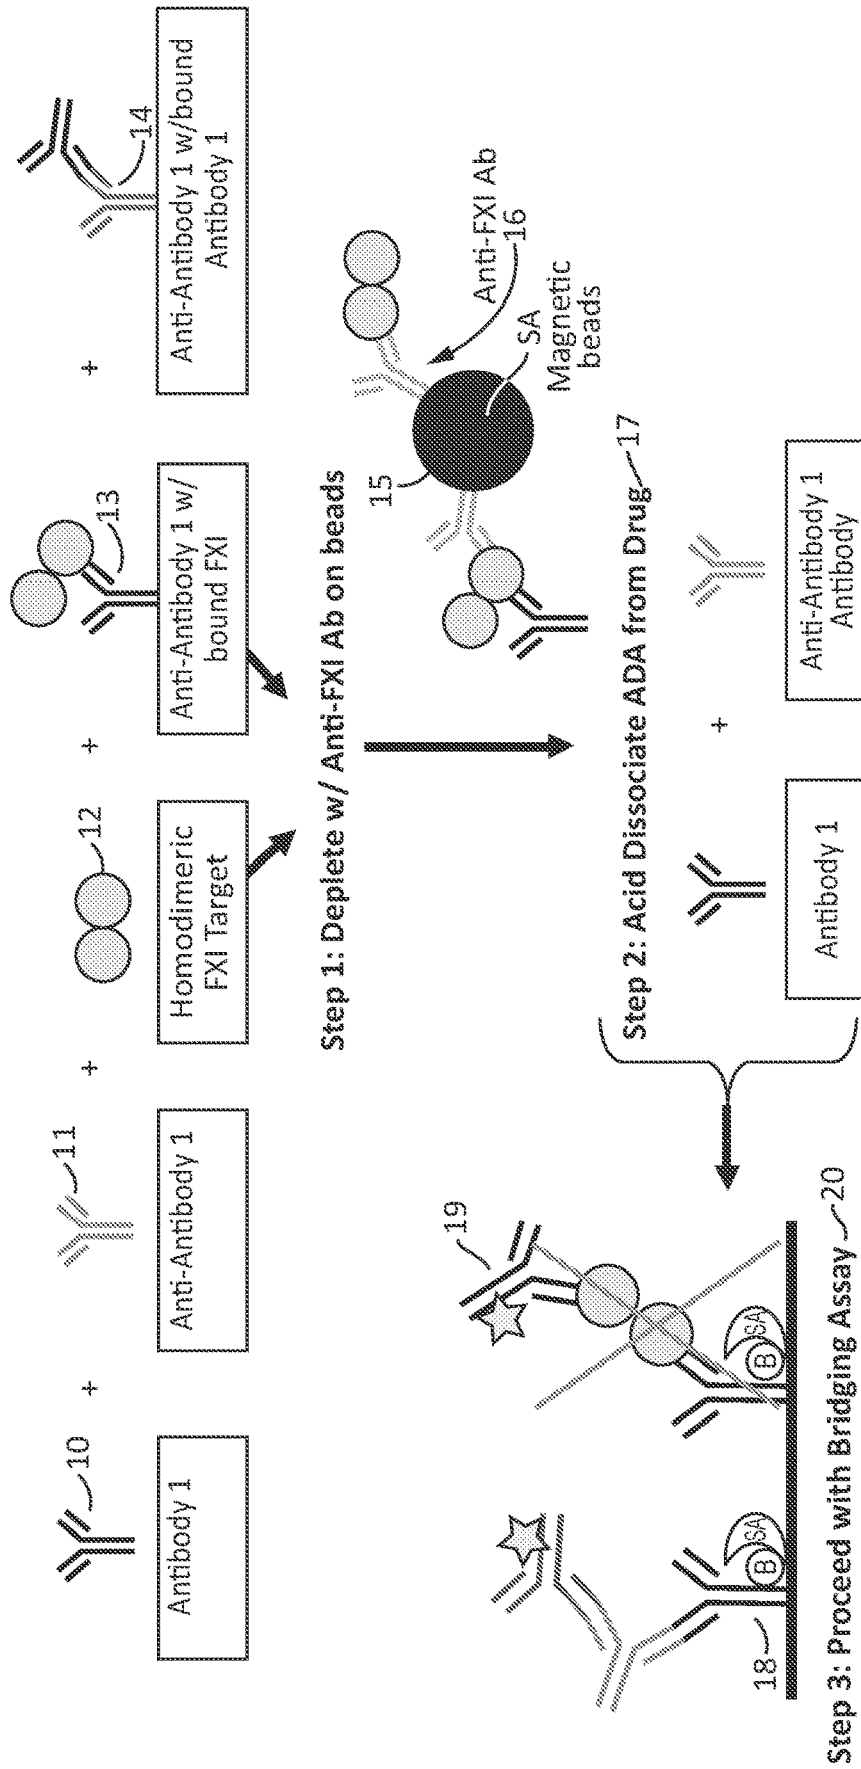 10
11
12
13
14
+
+
+
+
Antibody 1
Anti-Antibody 1
Homodimeric
FXI Target
Anti-Antibody 1 w/
bound FXI
Anti-Antibody 1 w/bound
Antibody 1
Step 1: Deplete w/ Anti-FXI Ab on beads
15
Anti-FXI Ab
16
SA
Magnetic
beads
Step 2: Acid Dissociate ADA from Drug 17
+
Antibody 1
Anti-Antibody 1
Antibody
19
B
SA
B
SA
18
Step 3: Proceed with Bridging Assay 20